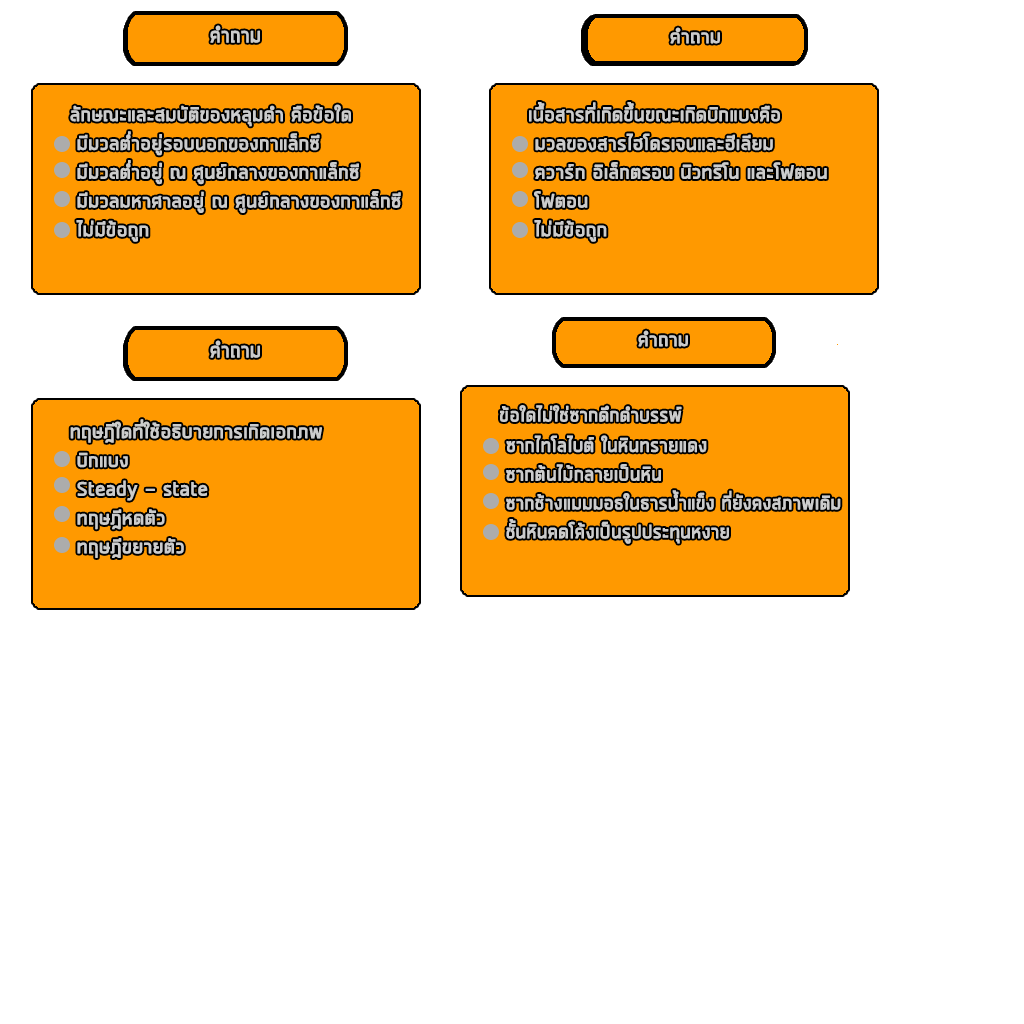 คำถาม
ลักษณะและสมบัติของหลุมดำ คือข้อใด
มีมวลต่ำอยู่รอบนอกของกาแล็กซี
มีมวลต่ำอยู่ ณ ศูนย์กลางของกาแล็กซี
มีมวลมหาศาลอยู่ ณ ศูนย์กลางของกาแล็กซี
ไม่มีข้อถูก
คำถาม
เนื้อสารที่เกิดขึ้นขณะเกิดบิกแบงคือ
มวลของสารไฮโดรเจนและฮีเลียม
ควาร์ก อิเล็กตรอน นิวทริโน และโฟตอน
โฟตอน
ไม่มีข้อถูก
คำถาม
ทฤษฎีใดที่ใช้อธิบายการเกิดเอกภพ
บิกแบง
Steady – state
ทฤษฎีหดตัว
ทฤษฎีขยายตัว
คำถาม
ข้อใดไม่ใช่ซากดึกดำบรรพ์
ซากไทโลไบต์ ในหินทรายแดง
ซากต้นไม้กลายเป็นหิน
ซากช้างแมมมอธในธารน้ำแข็ง ที่ยังคงสภาพเดิม
ชั้นหินคดโค้งเป็นรูปประทุนหงาย